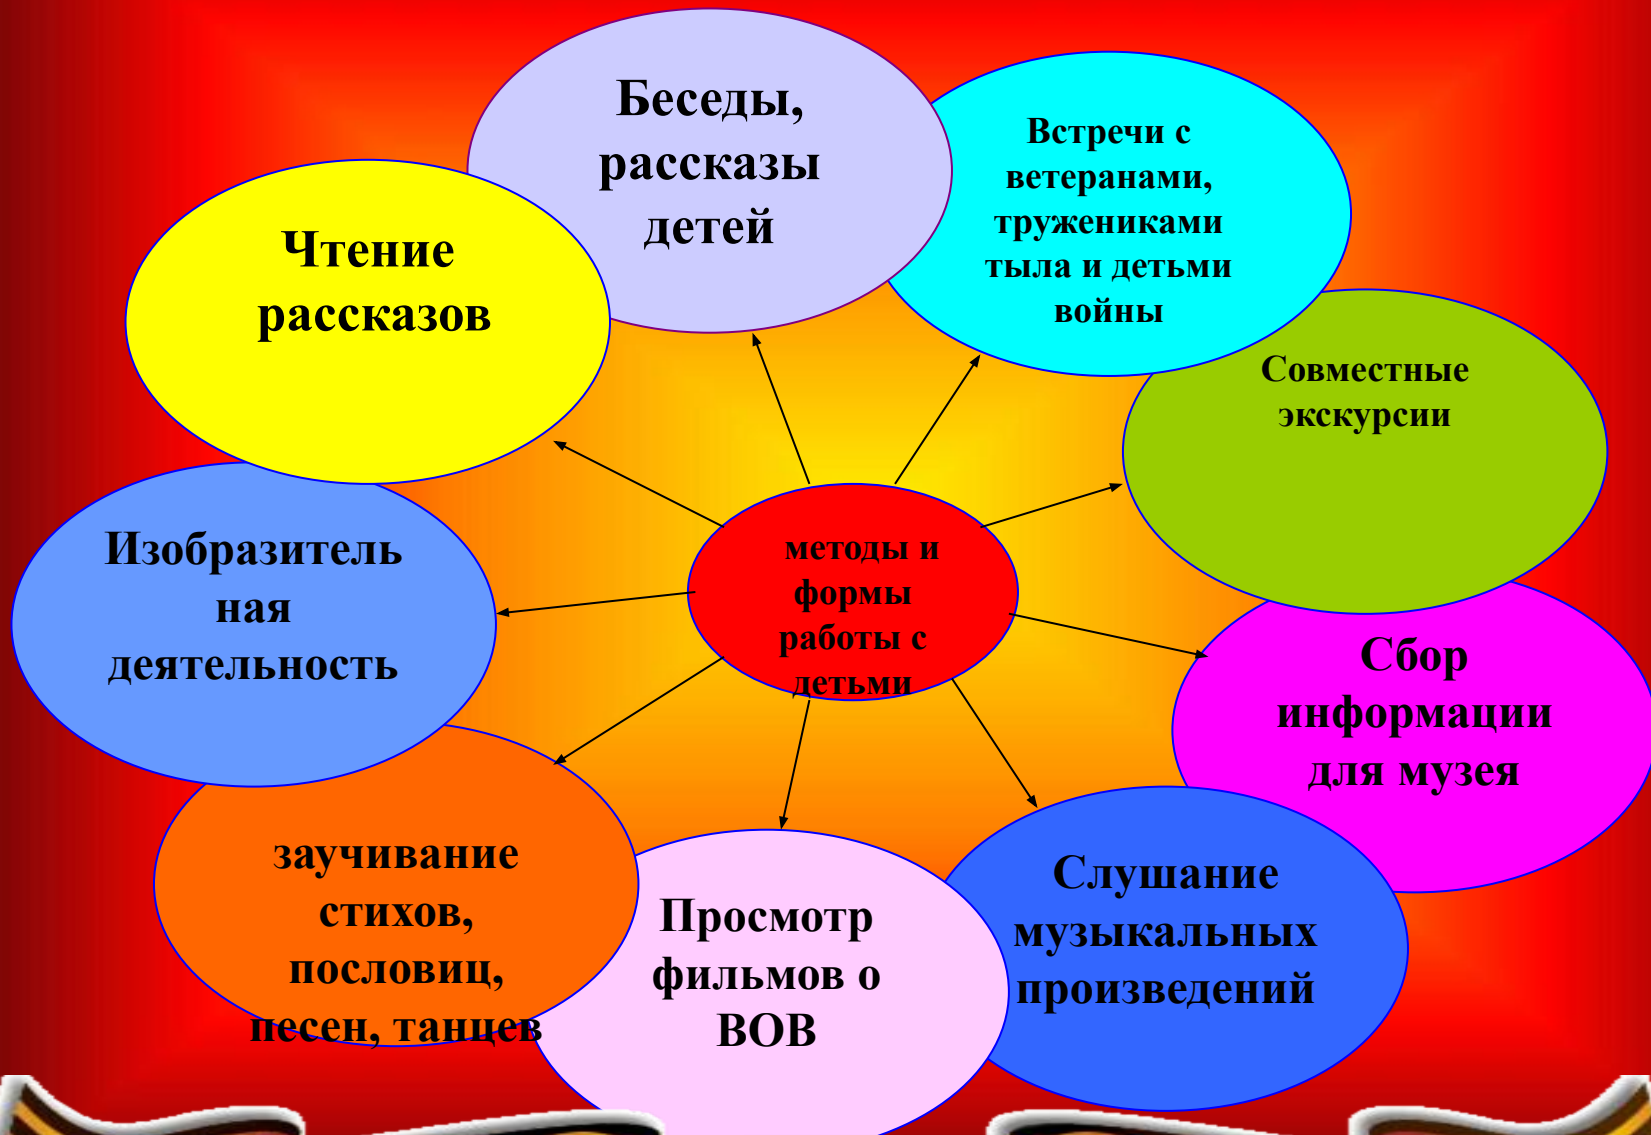 Беседы,
рассказы
детей
Встречи с
ветеранами,
тружениками
тыла и детьми
войны
Чтение
рассказов
Совместные
экскурсии
Изобразитель
ная
деятельность
методы и
формы
работы с
детьми
Сбор
информации
для музея
заучивание
стихов,
пословиц,
песен, танцев
Просмотр
фильмов о
ВОВ
Слушание
музыкальных
произведений